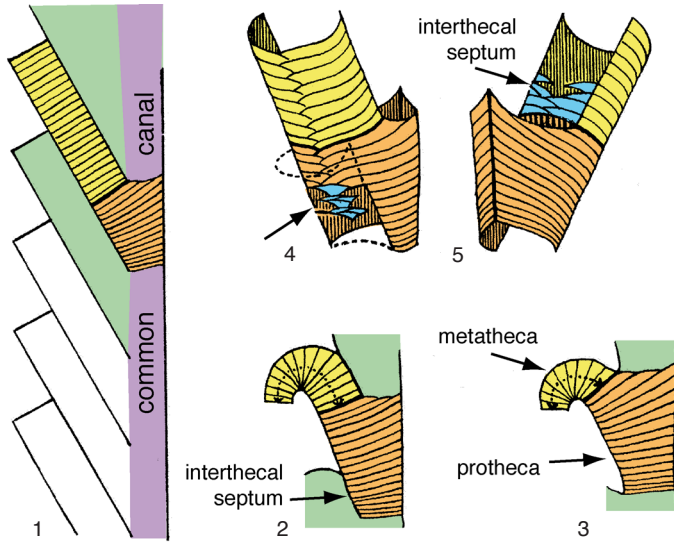 canal
common
1
4
interthecal
septum
5
interthecal
septum
2
metatheca
protheca
3